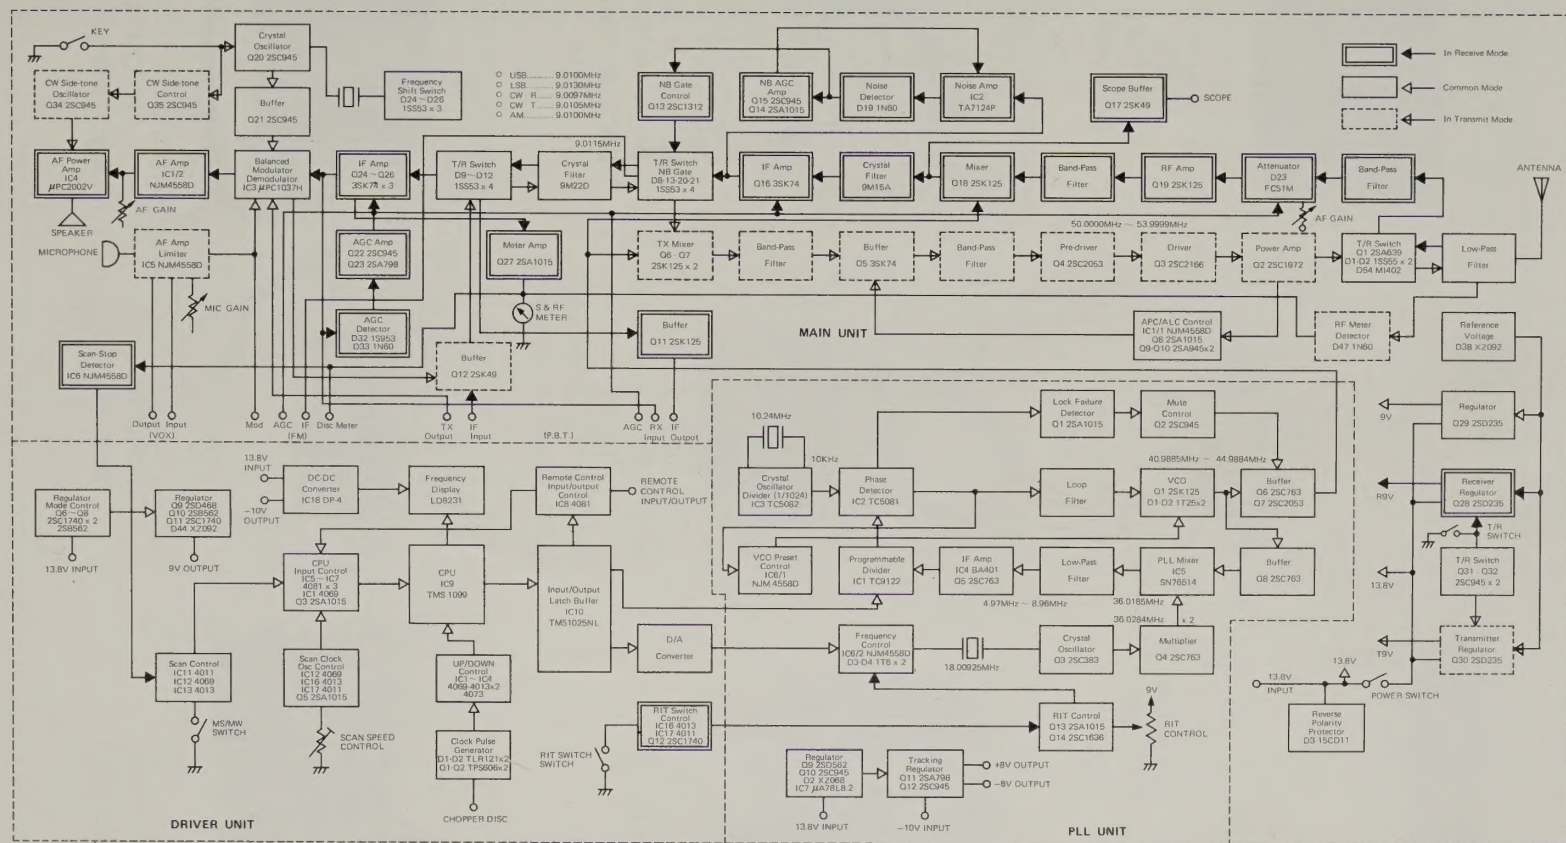 KEY
Crystal
Oscillator
Q20 2SC945
CW Side-tone
Oscillator
Q34 2SC945
CW Side-tone
Control
Q35 2SC945
Buffer
Q21 2SC945
Frequency
Shift Switch
D24~D26
1SS53 × 3
USB.......... 9.0100MHz
LSB.......... 9.0130MHz
CW R....... 9.0097MHz
CW T....... 9.0105MHz
AM........... 9.0100MHz
NB Gate
Control
Q13 2SC1312
NB AGC
Amp
Q15 2SC945
Q14 2SA1015
Noise
Detector
D19 1N60
Noise Amp
IC2
TA7124P
Scope Buffer
Q17 2SK49
SCOPE
In Receive Mode
Common Mode
In Transmit Mode
AF Power
Amp
IC4
µPC2002V
AF Amp
IC1/2
NJM4558D
Balanced
Modulator
Demodulator
IC3 µPC1037H
IF Amp
Q24~Q26
3SK74 × 3
T/R Switch
D9~D12
1SS53 × 4
9.0115MHz
Crystal
Filter
9M22D
T/R Switch
NB Gate
D8·13·20·21
1SS53 × 4
IF Amp
Q16 3SK74
Crystal
Filter
9M15A
Mixer
Q18 2SK125
Band-Pass
Filter
RF Amp
Q19 2SK125
Attenuator
D23
FC51M
Band-Pass
Filter
ANTENNA
SPEAKER
AF GAIN
MICROPHONE
AF Amp
Limiter
IC5 NJM4558D
MIC GAIN
AGC Amp
Q22 2SC945
Q23 2SA798
Meter Amp
Q27 2SA1015
AGC
Detector
D32 1S953
D33 1N60
S & RF
METER
Buffer
Q12 2SK49
Buffer
Q11 2SK125
TX Mixer
Q6 · Q7
2SK125 × 2
Band-Pass
Filter
Buffer
Q5 3SK74
Band-Pass
Filter
50.0000MHz ~ 53.9999MHz
Pre-driver
Q4 2SC2053
Driver
Q3 2SC2166
AF GAIN
Power Amp
Q2 2SC1972
T/R Switch
Q1 2SA639
D1·D2 1SS55 × 2
D54 MI402
Low-Pass
Filter
MAIN UNIT
APC/ALC Control
IC1/1 NJM4558D
Q8 2SA1015
Q9·Q10 2SA945×2
RF Meter
Detector
D47 1N60
Reference
Voltage
D38 XZ092
Scan-Stop
Detector
IC6 NJM4558D
Output Input
(VOX)
Mod
AGC IF Disc Meter
(FM)
TX
Output
IF
Input
(P.B.T.)
AGC
RX
Input
IF
Output
9V
Regulator
Q29 2SD235
R9V
Receiver
Regulator
Q28 2SD235
T/R
SWITCH
13.8V
T/R Switch
Q31 · Q32
2SC945 × 2
T9V
Transmitter
Regulator
Q30 2SD235
13.8V
INPUT
13.8V
POWER SWITCH
Reverse
Polarity
Protector
D3 15CD11
10.24MHz
Crystal
Oscillator
Divider (1/1024)
IC3 TC5082
10KHz
Phase
Detector
IC2 TC5081
Lock Failure
Detector
Q1 2SA1015
Mute
Control
Q2 2SC945
Loop
Filter
40.9885MHz ~ 44.9884MHz
VCO
Q1 2SK125
D1·D2 1T25×2
Buffer
Q6 2SC763
Q7 2SC2053
VCO Preset
Control
IC6/1
NJM 4558D
Programmable
Divider
IC1 TC9122
IF Amp
IC4 BA401
Q5 2SC763
4.97MHz ~ 8.96MHz
Low-Pass
Filter
PLL Mixer
IC5
SN76514
Buffer
Q8 2SC763
36.0185MHz
36.0284MHz
× 2
Frequency
Control
IC6/2 NJM4558D
D3·D4 1T6 × 2
18.00925MHz
Crystal
Oscillator
Q3 2SC383
Multiplier
Q4 2SC763
RIT Control
Q13 2SA1015
Q14 2SC1636
9V
RIT
CONTROL
Regulator
Q9 2SD562
Q10 2SC945
D2 XZ068
IC7 µA78L8.2
13.8V INPUT
Tracking
Regulator
Q11 2SA798
Q12 2SC945
+8V OUTPUT
−8V OUTPUT
−10V INPUT
PLL UNIT
Regulator
Mode Control
Q6~Q8
2SC1740 × 2
2SB562
13.8V INPUT
Regulator
Q9 2SD468
Q10 2SB562
Q11 2SC1740
D44 XZ092
9V OUTPUT
13.8V
INPUT
−10V
OUTPUT
DC-DC
Converter
IC18 DP-4
Frequency
Display
LD8231
Remote Control
Input/output
Control
IC8 4081
REMOTE
CONTROL
INPUT/OUTPUT
CPU
Input Control
IC5~IC7
4081 × 3
IC1 4069
Q3 2SA1015
CPU
IC9
TMS 1099
Input/Output
Latch Buffer
IC10
TMS1025NL
D/A
Converter
Scan Control
IC11 4011
IC12 4069
IC13 4013
MS/MW
SWITCH
Scan Clock
Osc Control
IC12 4069
IC16 4013
IC17 4011
Q5 2SA1015
SCAN SPEED
CONTROL
UP/DOWN
Control
IC1~IC4
4069·4013×2
4073
Clock Pulse
Generator
D1·D2 TLR121×2
Q1·Q2 TPS606×2
CHOPPER DISC
RIT Switch
Control
IC16 4013
IC17 4011
Q12 2SC1740
RIT SWITCH
SWITCH
DRIVER UNIT